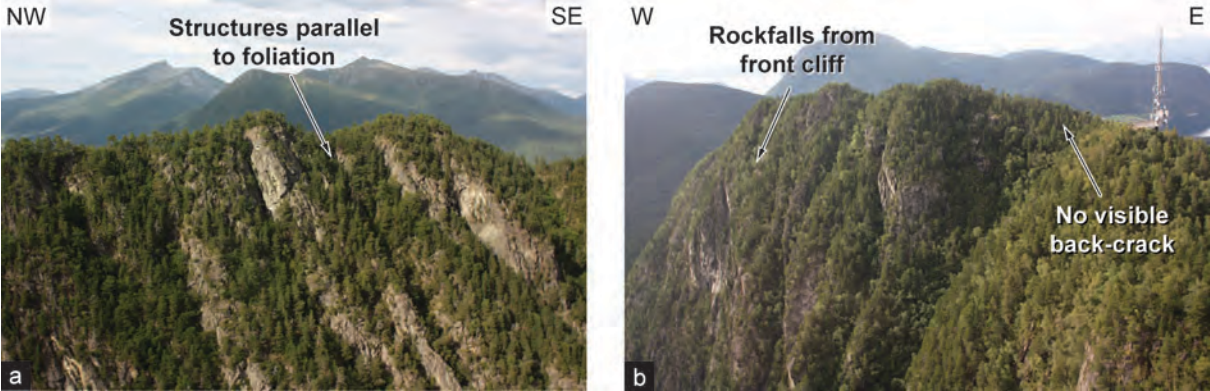 NW
SE
Structures parallel
to foliation
a
W
E
Rockfalls from
front cliff
No visible
back-crack
b